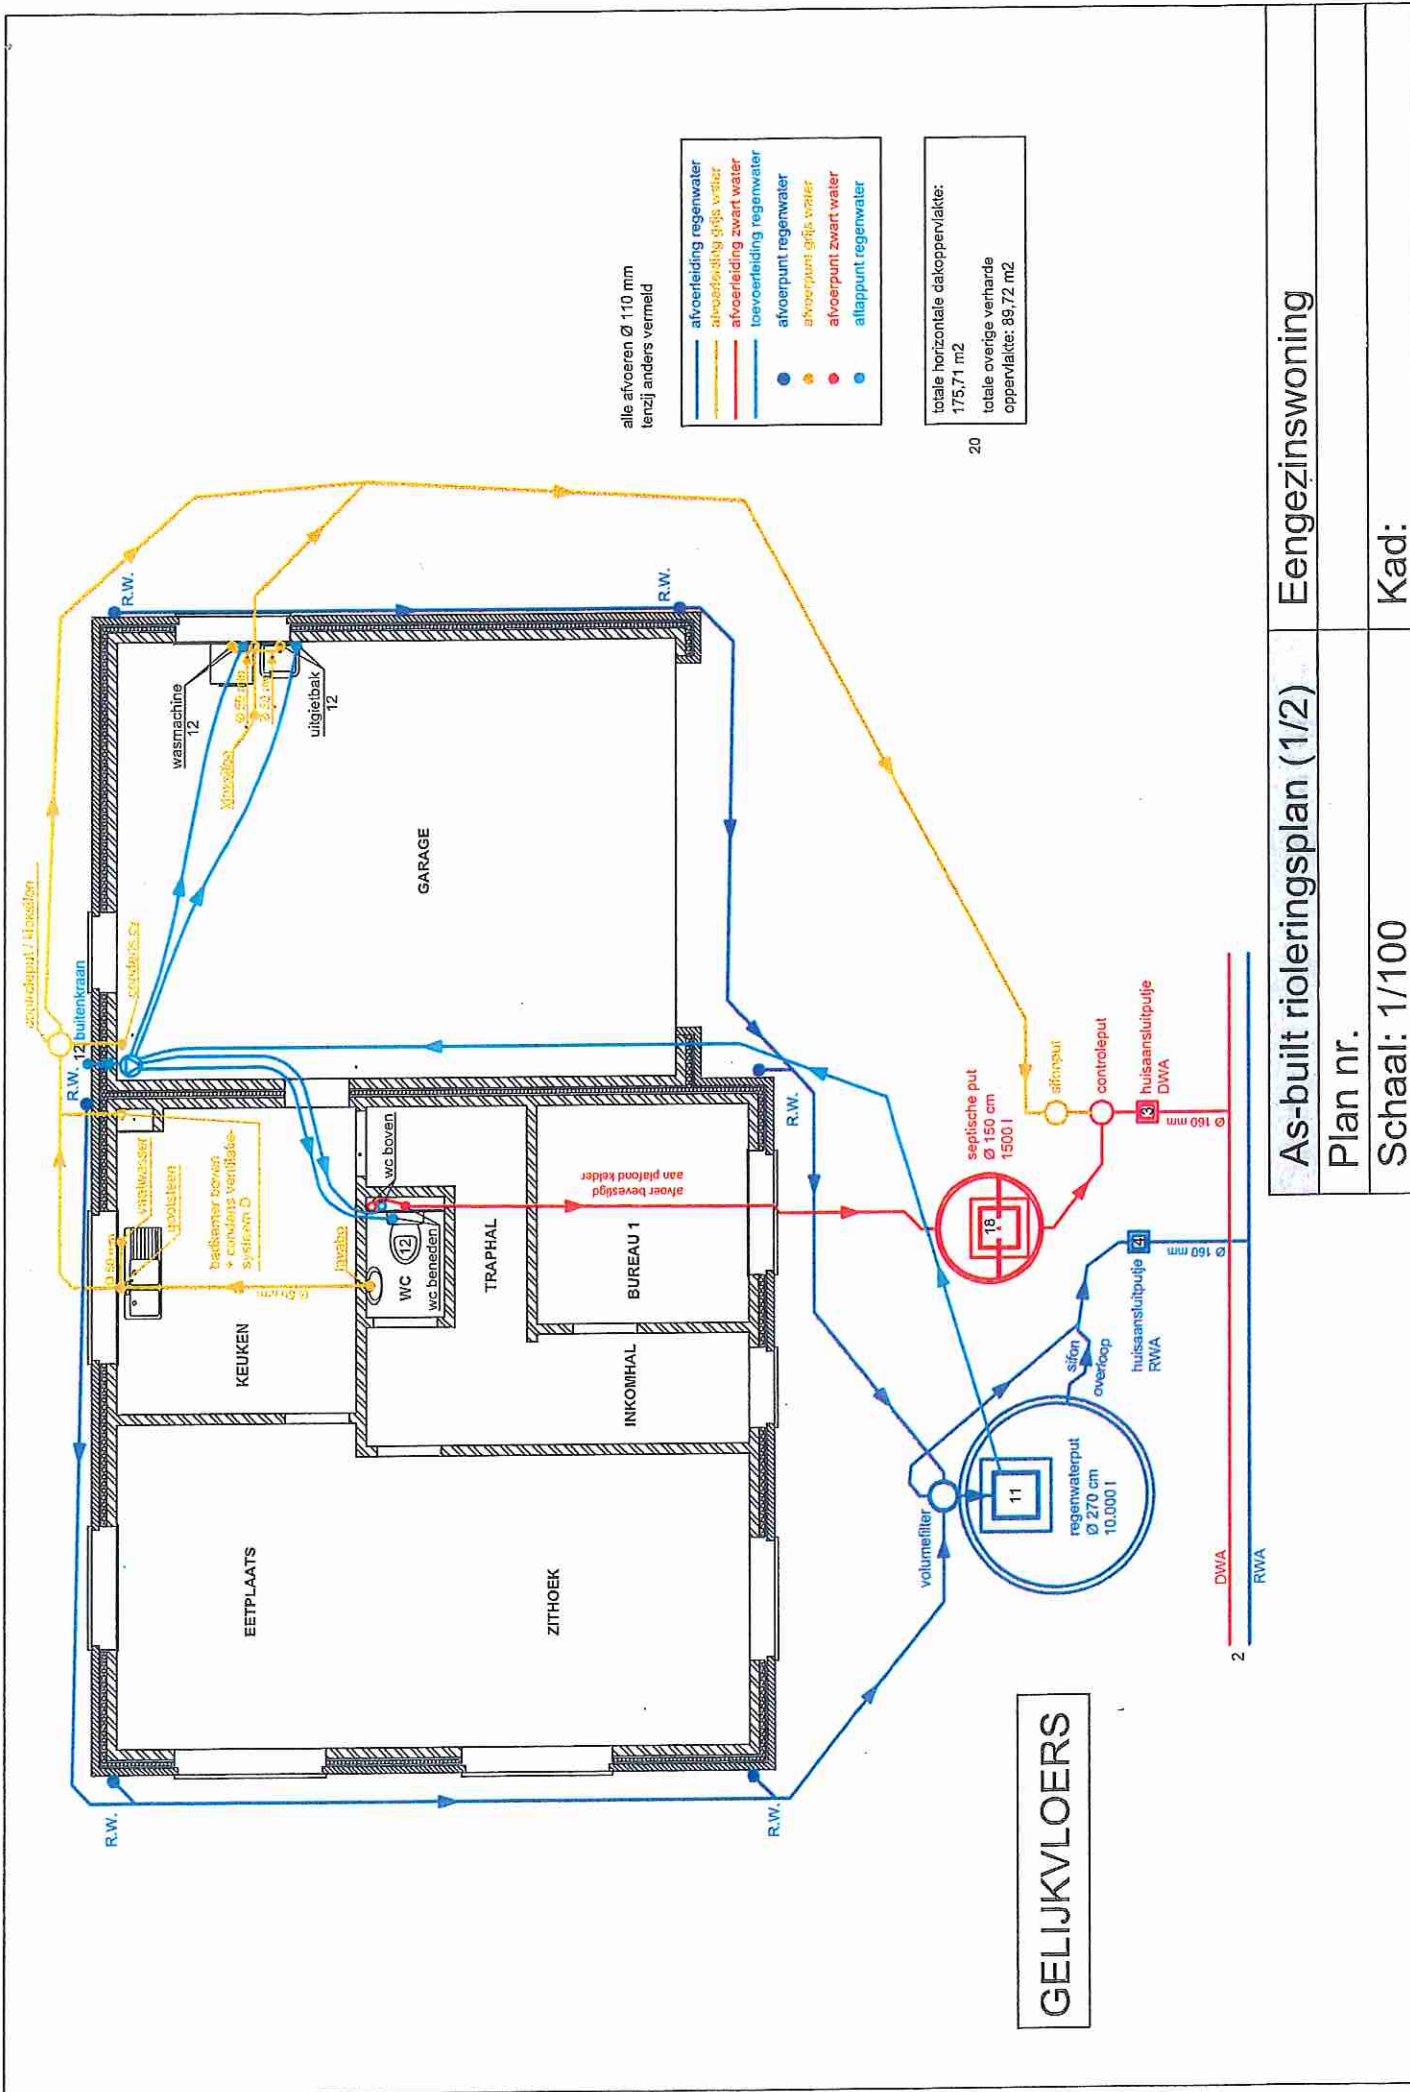 R.W.
R.W.
12 buitenkraan
R.W.
R.W.
R.W.
R.W.
wasmachine
12
uitgietbak
12
Ø 50 mm
vaatwasser
gootsteen
badkamer boven
+ condens ventilatie-
systeem D
lavabo
GARAGE
KEUKEN
EETPLAATS
ZITHOEK
WC
12
wc boven
wc beneden
TRAPHAL
BUREAU 1
INKOMHAL
afvoer bevestigd
aan plafond kelder
alle afvoeren Ø 110 mm
tenzij anders vermeld
afvoerleiding regenwater
afvoerleiding grijs water
afvoerleiding zwart water
toevoerleiding regenwater
afvoerpunt regenwater
afvoerpunt grijs water
afvoerpunt zwart water
aftappunt regenwater
totale horizontale dakoppervlakte:
175,71 m2
totale overige verharde
oppervlakte: 89,72 m2
20
septische put
Ø 150 cm
1500 l
18
sifonput
controleput
huisaansluitputje
DWA
3
Ø 160 mm
volumefilter
11
regenwaterput
Ø 270 cm
10.000 l
sifon
overloop
huisaansluitputje
RWA
4
Ø 160 mm
DWA
RWA
2
GELIJKVLOERS
As-built rioleringsplan (1/2)
Eengezinswoning
Plan nr.
Schaal: 1/100
Kad: